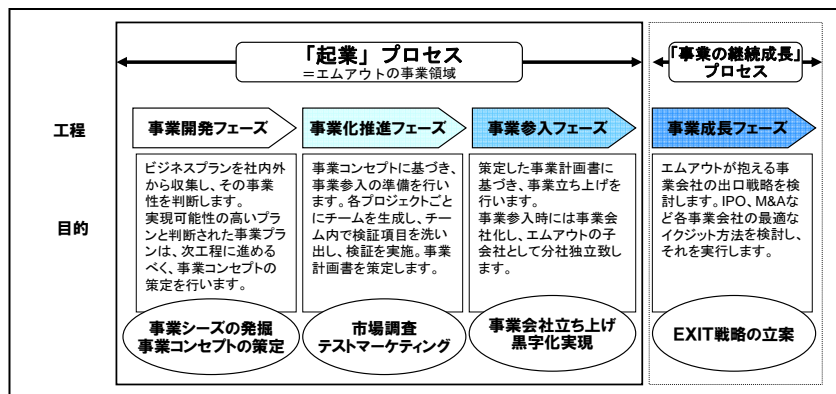 「起業」プロセス
＝エムアウトの事業領域
「事業の継続成長」
プロセス
工程
事業開発フェーズ
事業化推進フェーズ
事業参入フェーズ
事業成長フェーズ
目的
ビジネスプランを社内外
から収集し、その事業
性を判断します。
実現可能性の高いプラ
ンと判断された事業プラ
ンは、次工程に進める
べく、事業コンセプトの
策定を行います。
事業コンセプトに基づき、
事業参入の準備を行い
ます。各プロジェクトごと
にチームを生成し、チー
ム内で検証項目を洗い
出し、検証を実施。事業
計画書を策定します。
策定した事業計画書に
基づき、事業立ち上げを
行います。
事業参入時には事業会
社化し、エムアウトの子
会社として分社独立致し
ます。
エムアウトが抱える事
業会社の出口戦略を検
討します。IPO、M&Aな
ど各事業会社の最適な
イクジット方法を検討し、
それを実行します。
事業シーズの発掘
事業コンセプトの策定
市場調査
テストマーケティング
事業会社立ち上げ
黒字化実現
EXIT戦略の立案